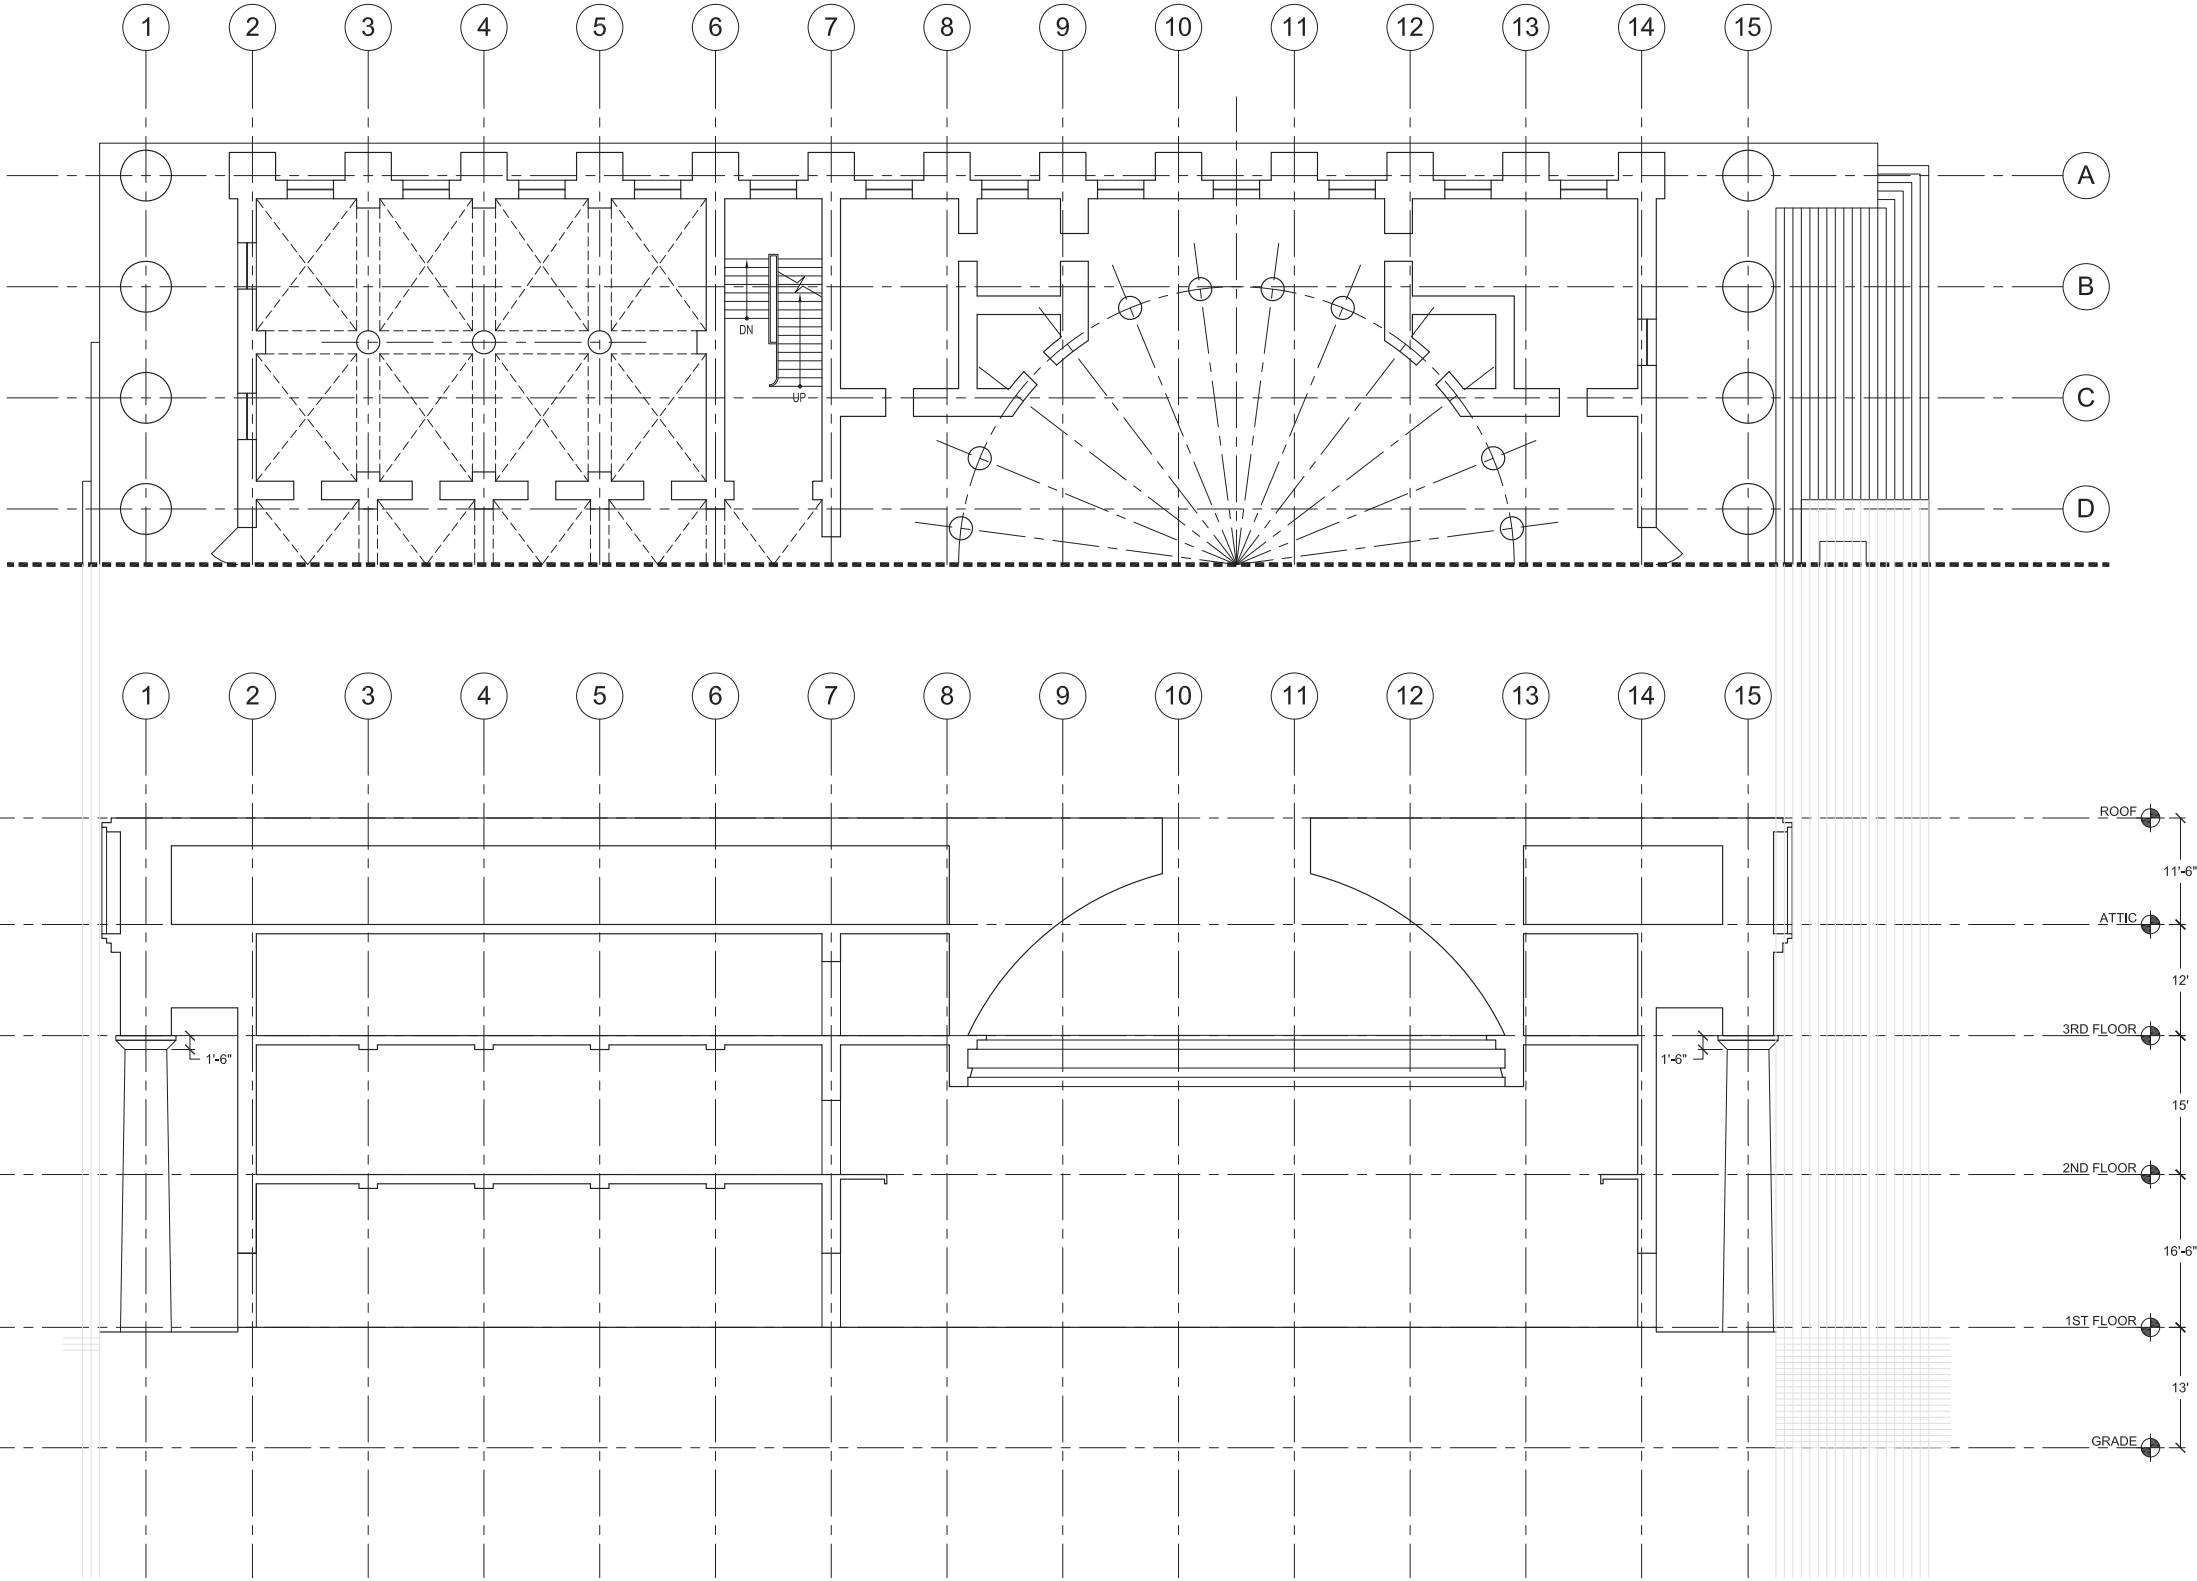 1 2 3 4 5 6 7 8 9 10 11 12 13 14 15
A
B
DN
UP
C
D
1 2 3 4 5 6 7 8 9 10 11 12 13 14 15
ROOF
11'-6"
ATTIC
12'
3RD FLOOR
1'-6" 1'-6"
15'
2ND FLOOR
16'-6"
1ST FLOOR
13'
GRADE